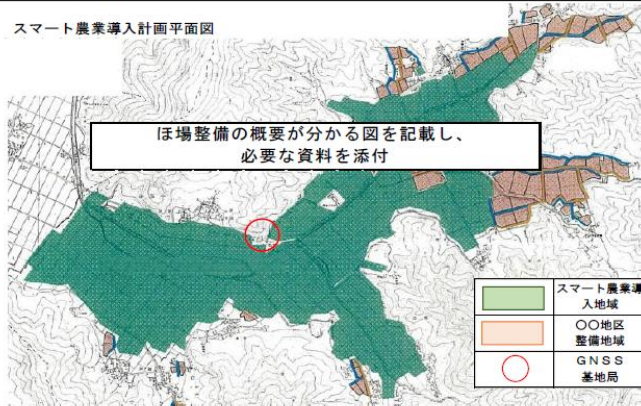 スマート農業導入計画平面図
ほ場整備の概要が分かる図を記載し、
必要な資料を添付
スマート農業導
入地域
〇〇地区
整備地域
GNSS
基地局